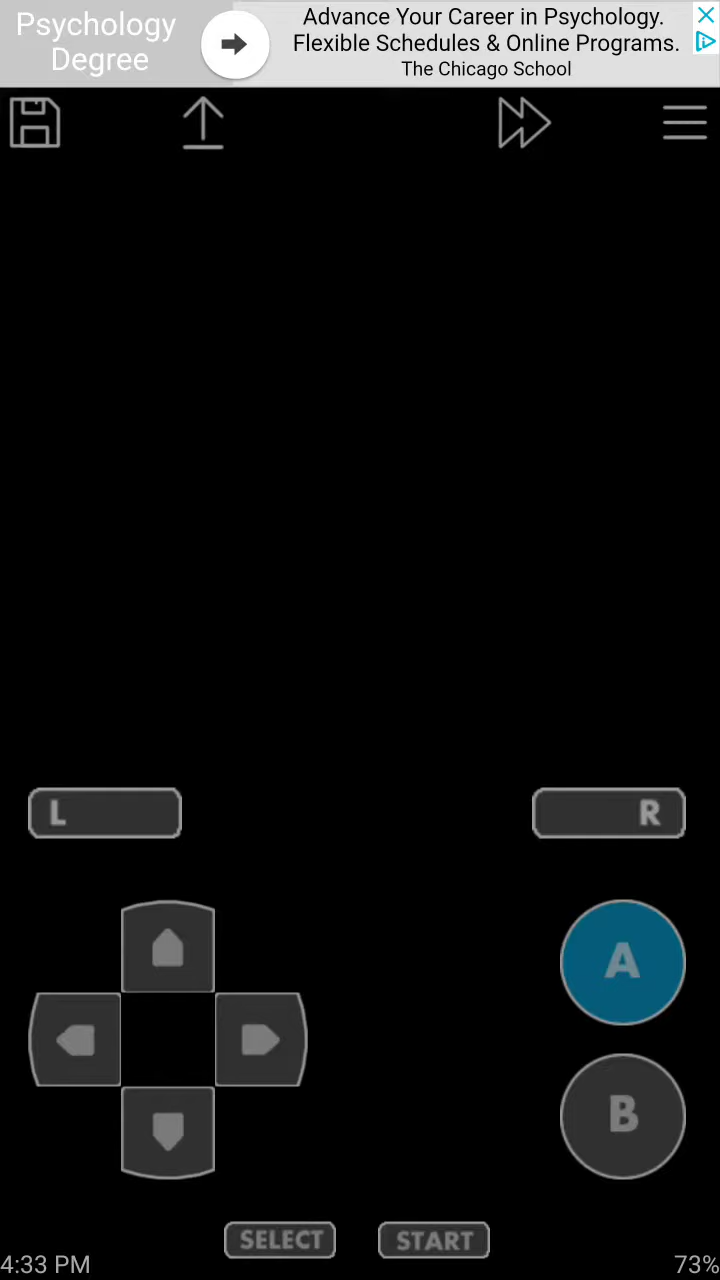 Psychology
Degree
Advance Your Career in Psychology.
Flexible Schedules & Online Programs.
The Chicago School
L
R
A
B
SELECT
START
4:33 PM
73%